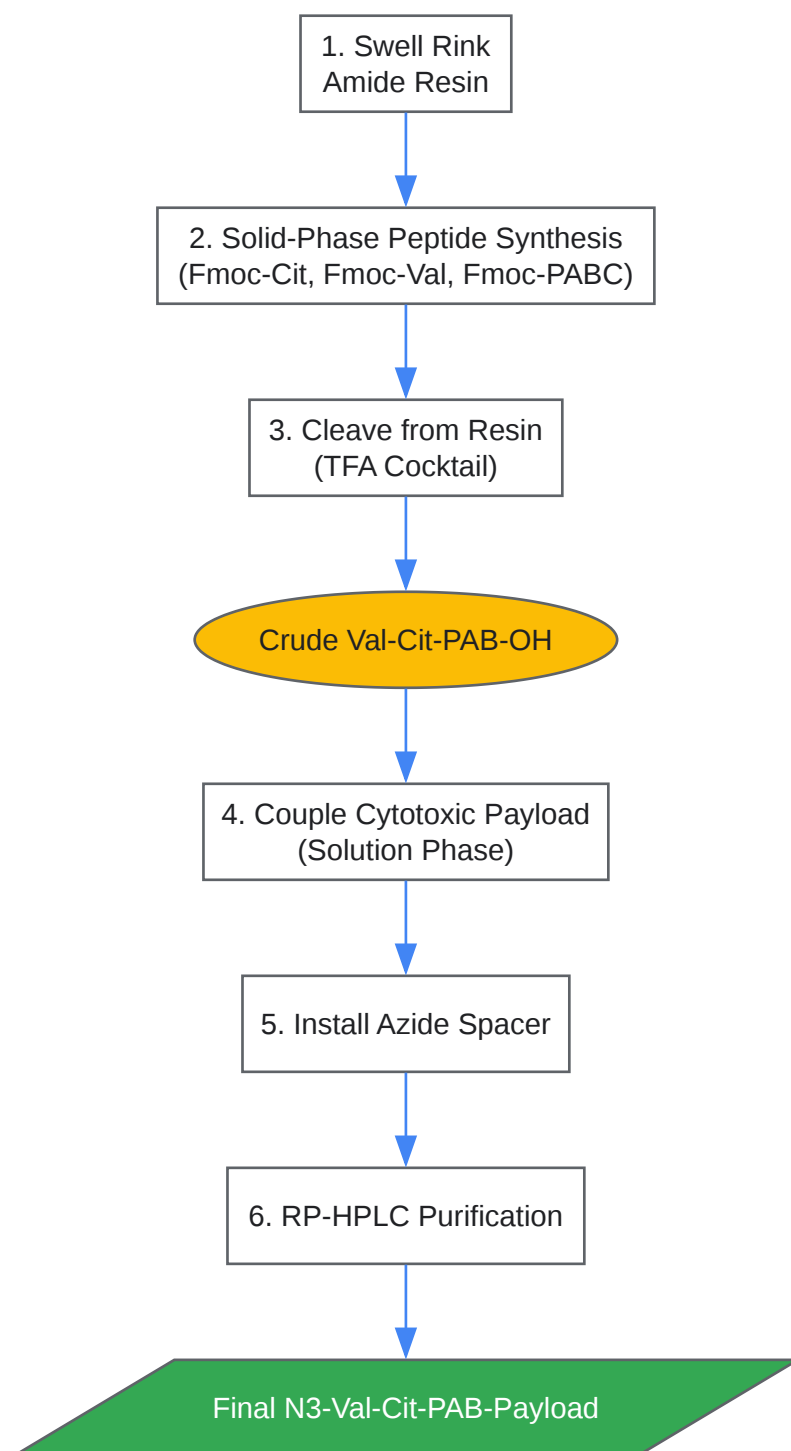 1. Swell Rink
Amide Resin
2. Solid-Phase Peptide Synthesis
(Fmoc-Cit, Fmoc-Val, Fmoc-PABC)
3. Cleave from Resin
(TFA Cocktail)
Crude Val-Cit-PAB-OH
4. Couple Cytotoxic Payload
(Solution Phase)
5. Install Azide Spacer
6. RP-HPLC Purification
Final N3-Val-Cit-PAB-Payload